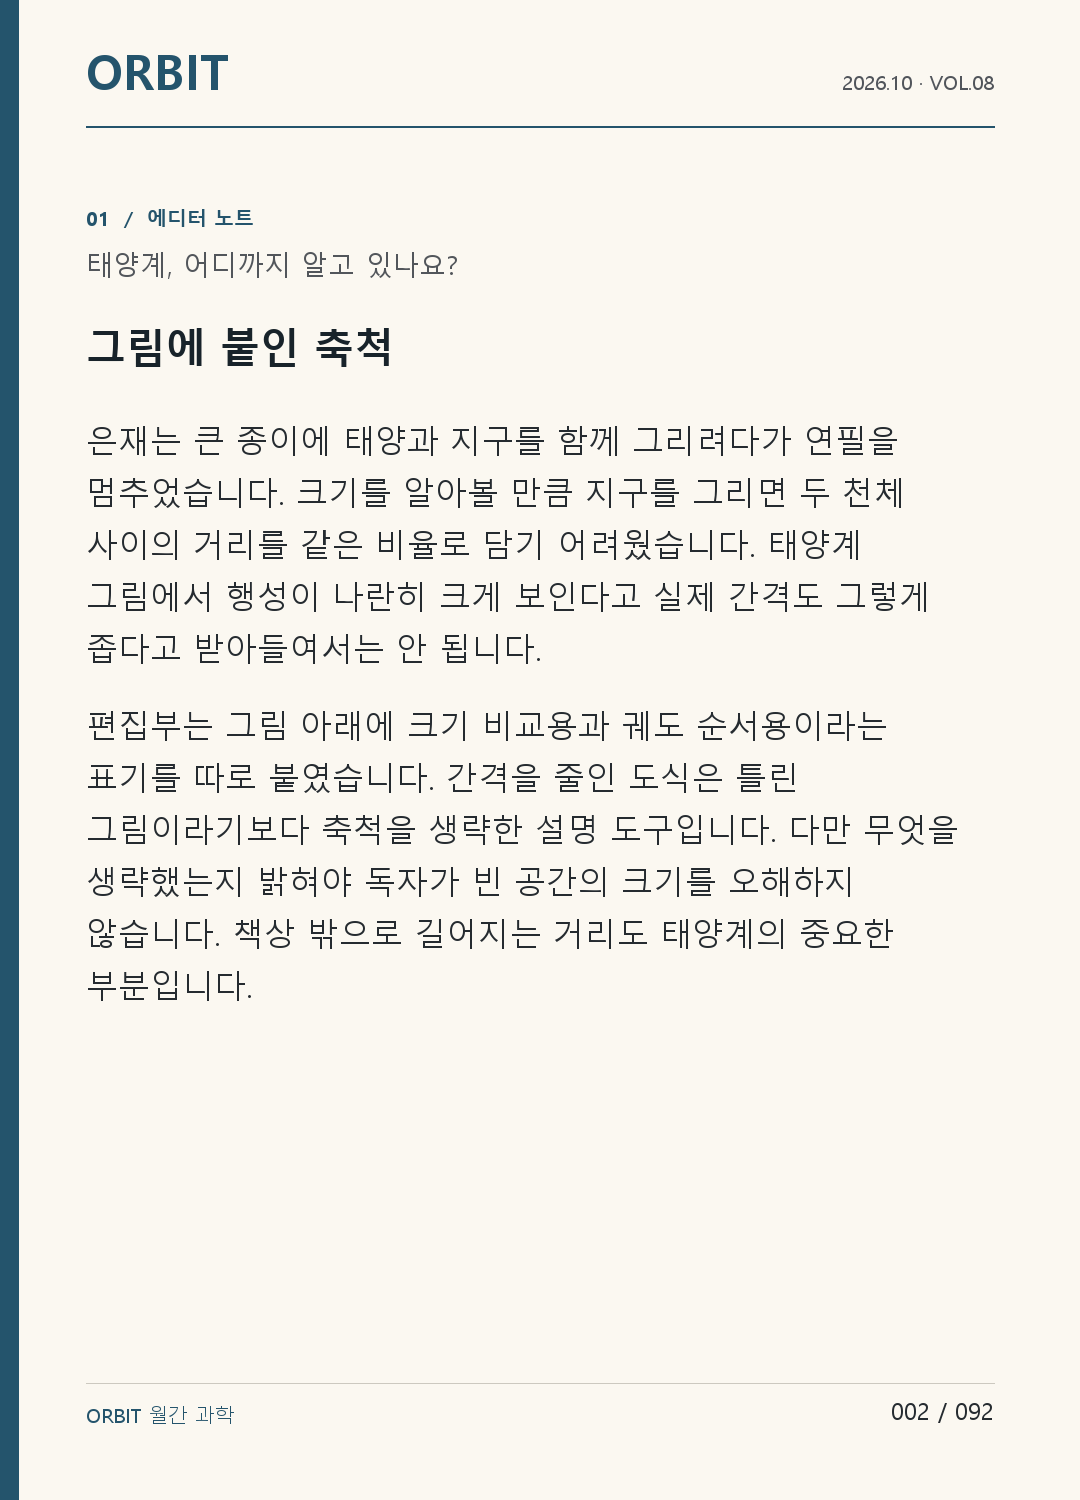 ORBIT
2026.10 · VOL.08
01 / 에디터 노트
태양계, 어디까지 알고 있나요?
그림에 붙인 축척
은재는 큰 종이에 태양과 지구를 함께 그리려다가 연필을
멈추었습니다. 크기를 알아볼 만큼 지구를 그리면 두 천체
사이의 거리를 같은 비율로 담기 어려웠습니다. 태양계
그림에서 행성이 나란히 크게 보인다고 실제 간격도 그렇게
좁다고 받아들여서는 안 됩니다.
편집부는 그림 아래에 크기 비교용과 궤도 순서용이라는
표기를 따로 붙였습니다. 간격을 줄인 도식은 틀린
그림이라기보다 축척을 생략한 설명 도구입니다. 다만 무엇을
생략했는지 밝혀야 독자가 빈 공간의 크기를 오해하지
않습니다. 책상 밖으로 길어지는 거리도 태양계의 중요한
부분입니다.
ORBIT 월간 과학
002 / 092